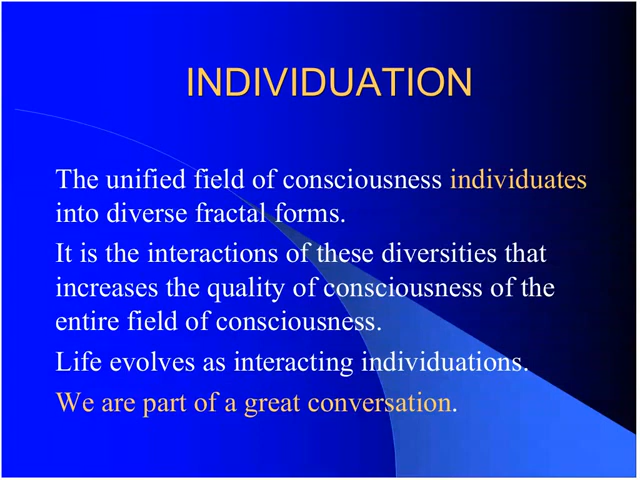 INDIVIDUATION
The unified field of consciousness individuates
into diverse fractal forms.
It is the interactions of these diversities that
increases the quality of consciousness of the
entire field of consciousness.
Life evolves as interacting individuations.
We are part of a great conversation.